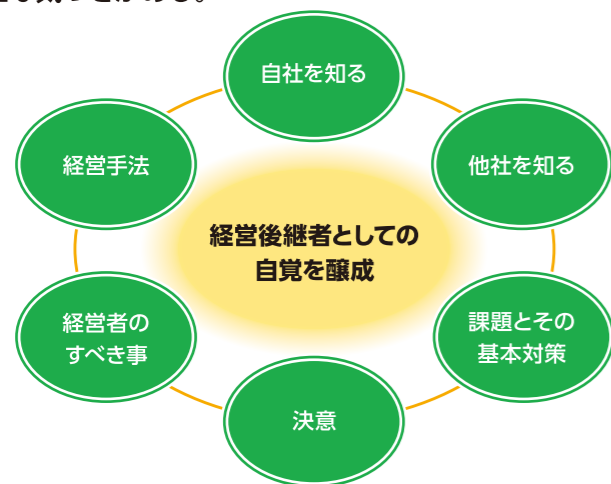 自社を知る
他社を知る
課題とその
基本対策
決意
経営者の
すべき事
経営手法
経営後継者としての
自覚を醸成